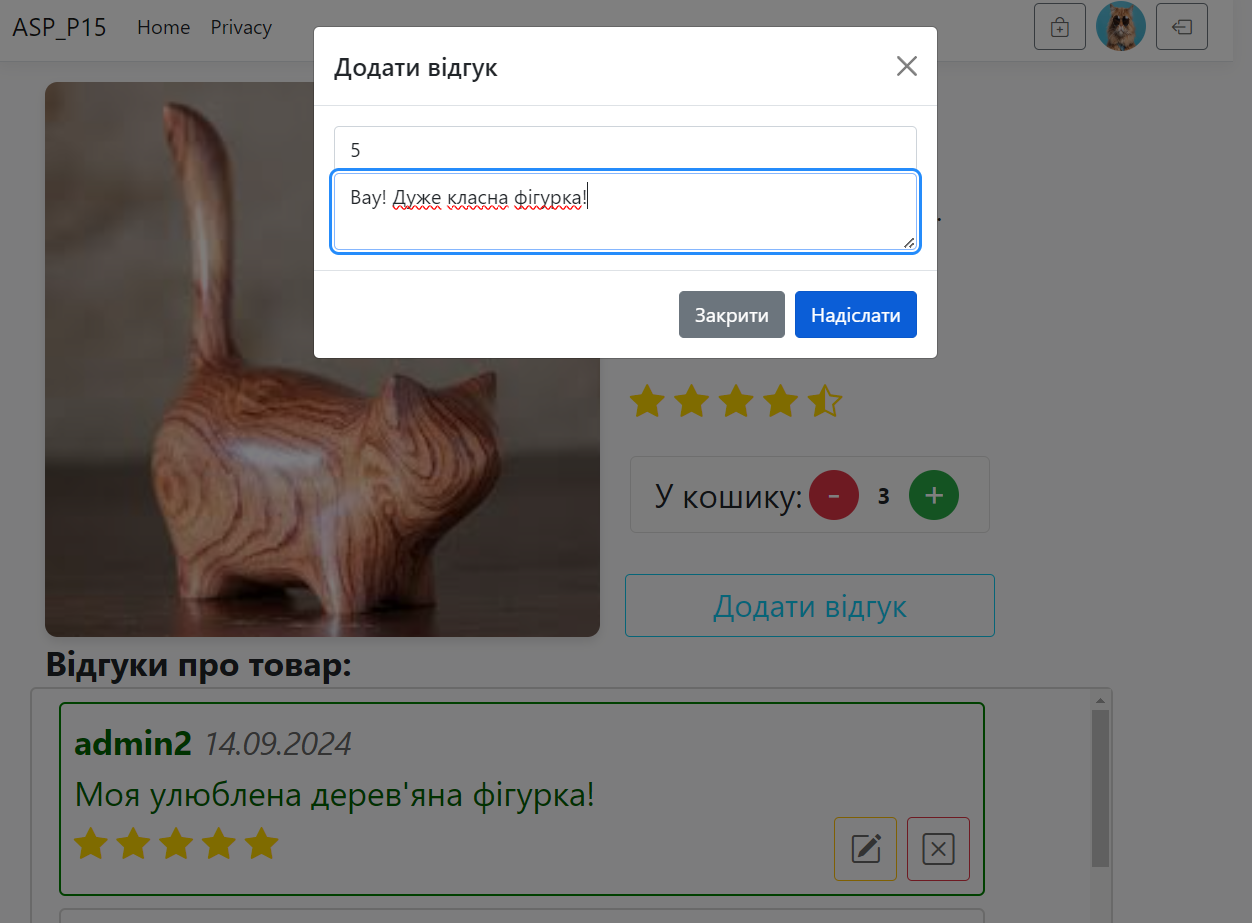 ASP_P15 Home Privacy
Додати відгук
5
Вау! Дуже класна фігурка!
.
Закрити Надіслати
У кошику: - 3 +
Додати відгук
Відгуки про товар:
admin2 14.09.2024
Моя улюблена дерев'яна фігурка!